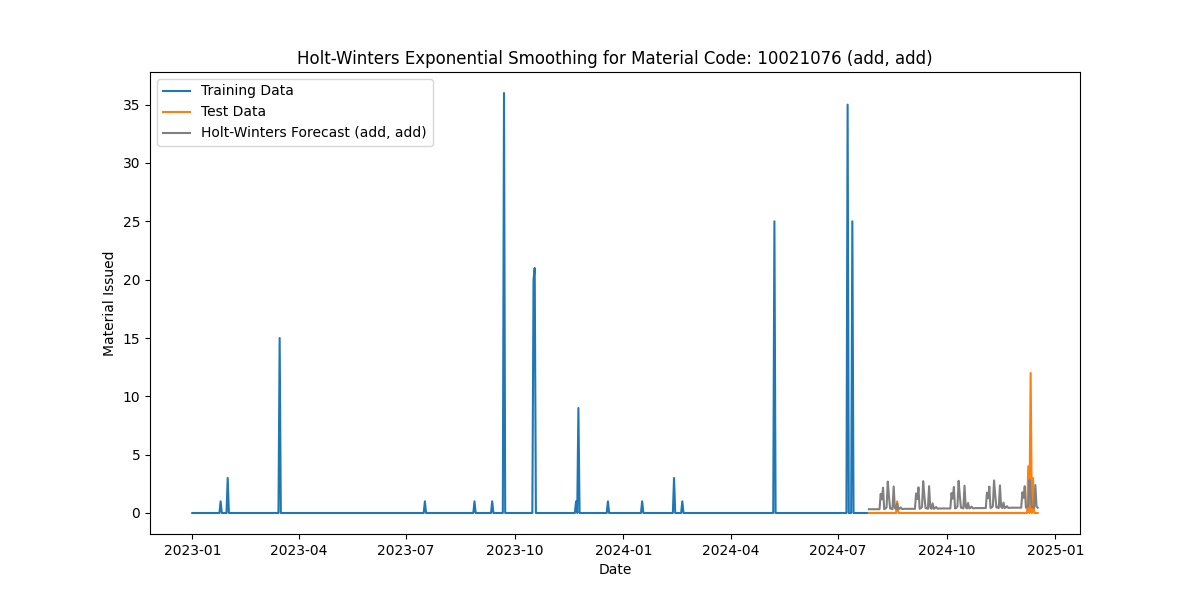 Holt-Winters Exponential Smoothing for Material Code: 10021076 (add, add)
Training Data
Test Data
Holt-Winters Forecast (add, add)
Material Issued
35
30
25
20
15
10
5
0
2023-01
2023-04
2023-07
2023-10
2024-01
2024-04
2024-07
2024-10
2025-01
Date